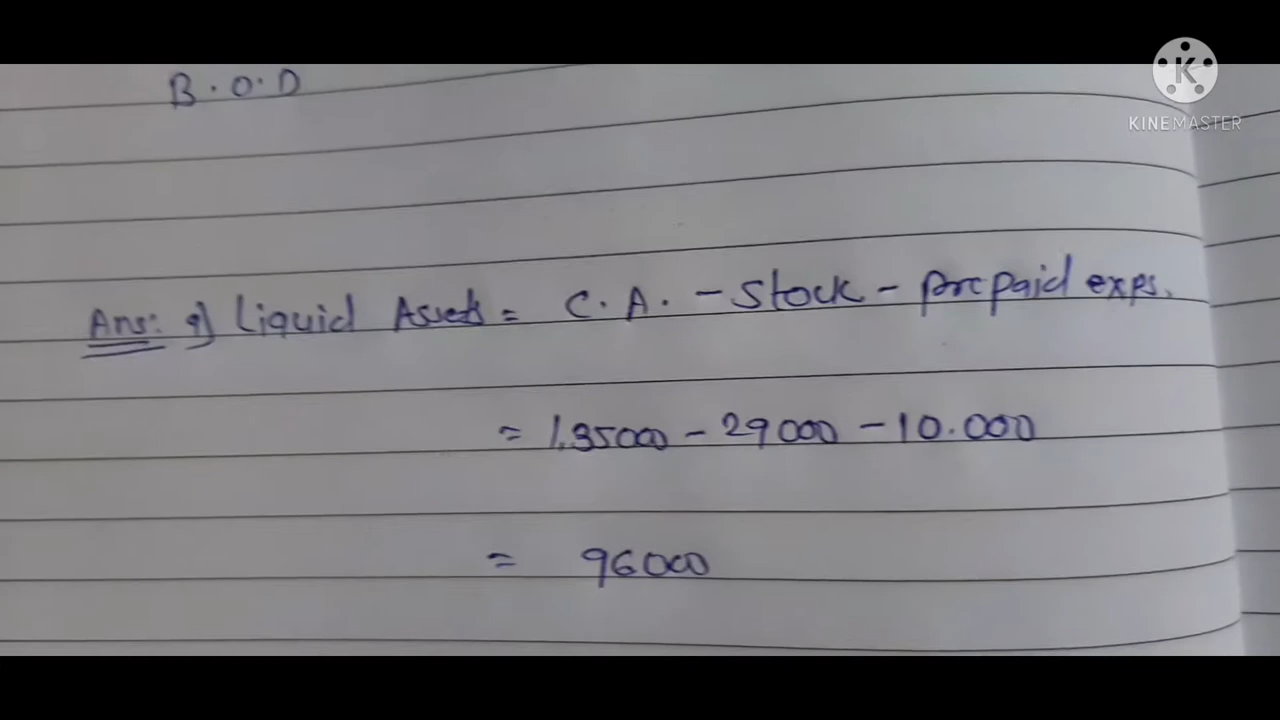 B.O.D
KINEMASTER
Ans: a) Liquid Assets = C.A. - Stock - prepaid exps.
= 1,35000 - 29000 - 10.000
= 96000